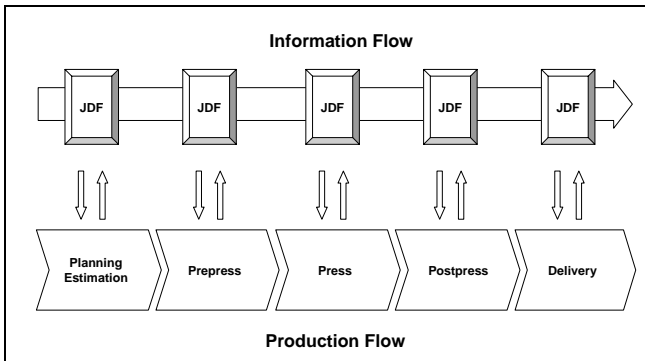 Information Flow
JDF JDF JDF JDF JDF
Planning
Estimation
Prepress
Press
Postpress
Delivery
Production Flow